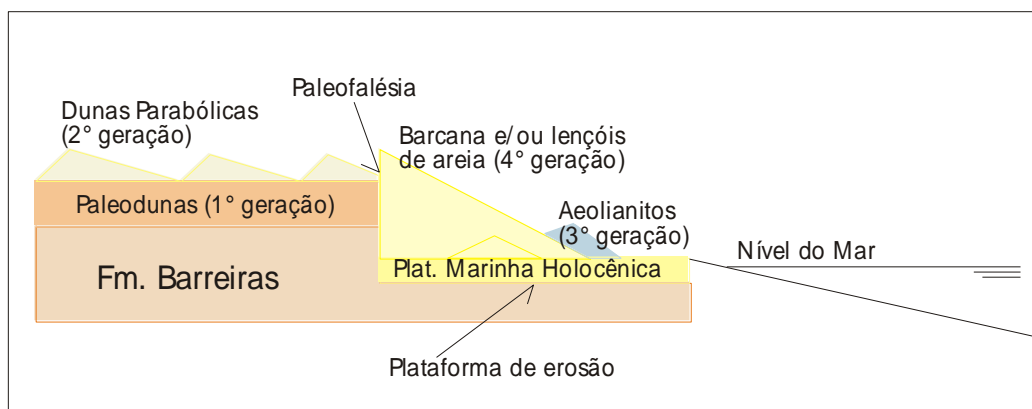 Paleofalésia
Dunas Parabólicas
(2° geração)
Barcana e/ou lençóis
de areia (4° geração)
Paleodunas (1° geração)
Aeolianitos
(3° geração)
Nível do Mar
Fm. Barreiras
Plat. Marinha Holocênica
Plataforma de erosão